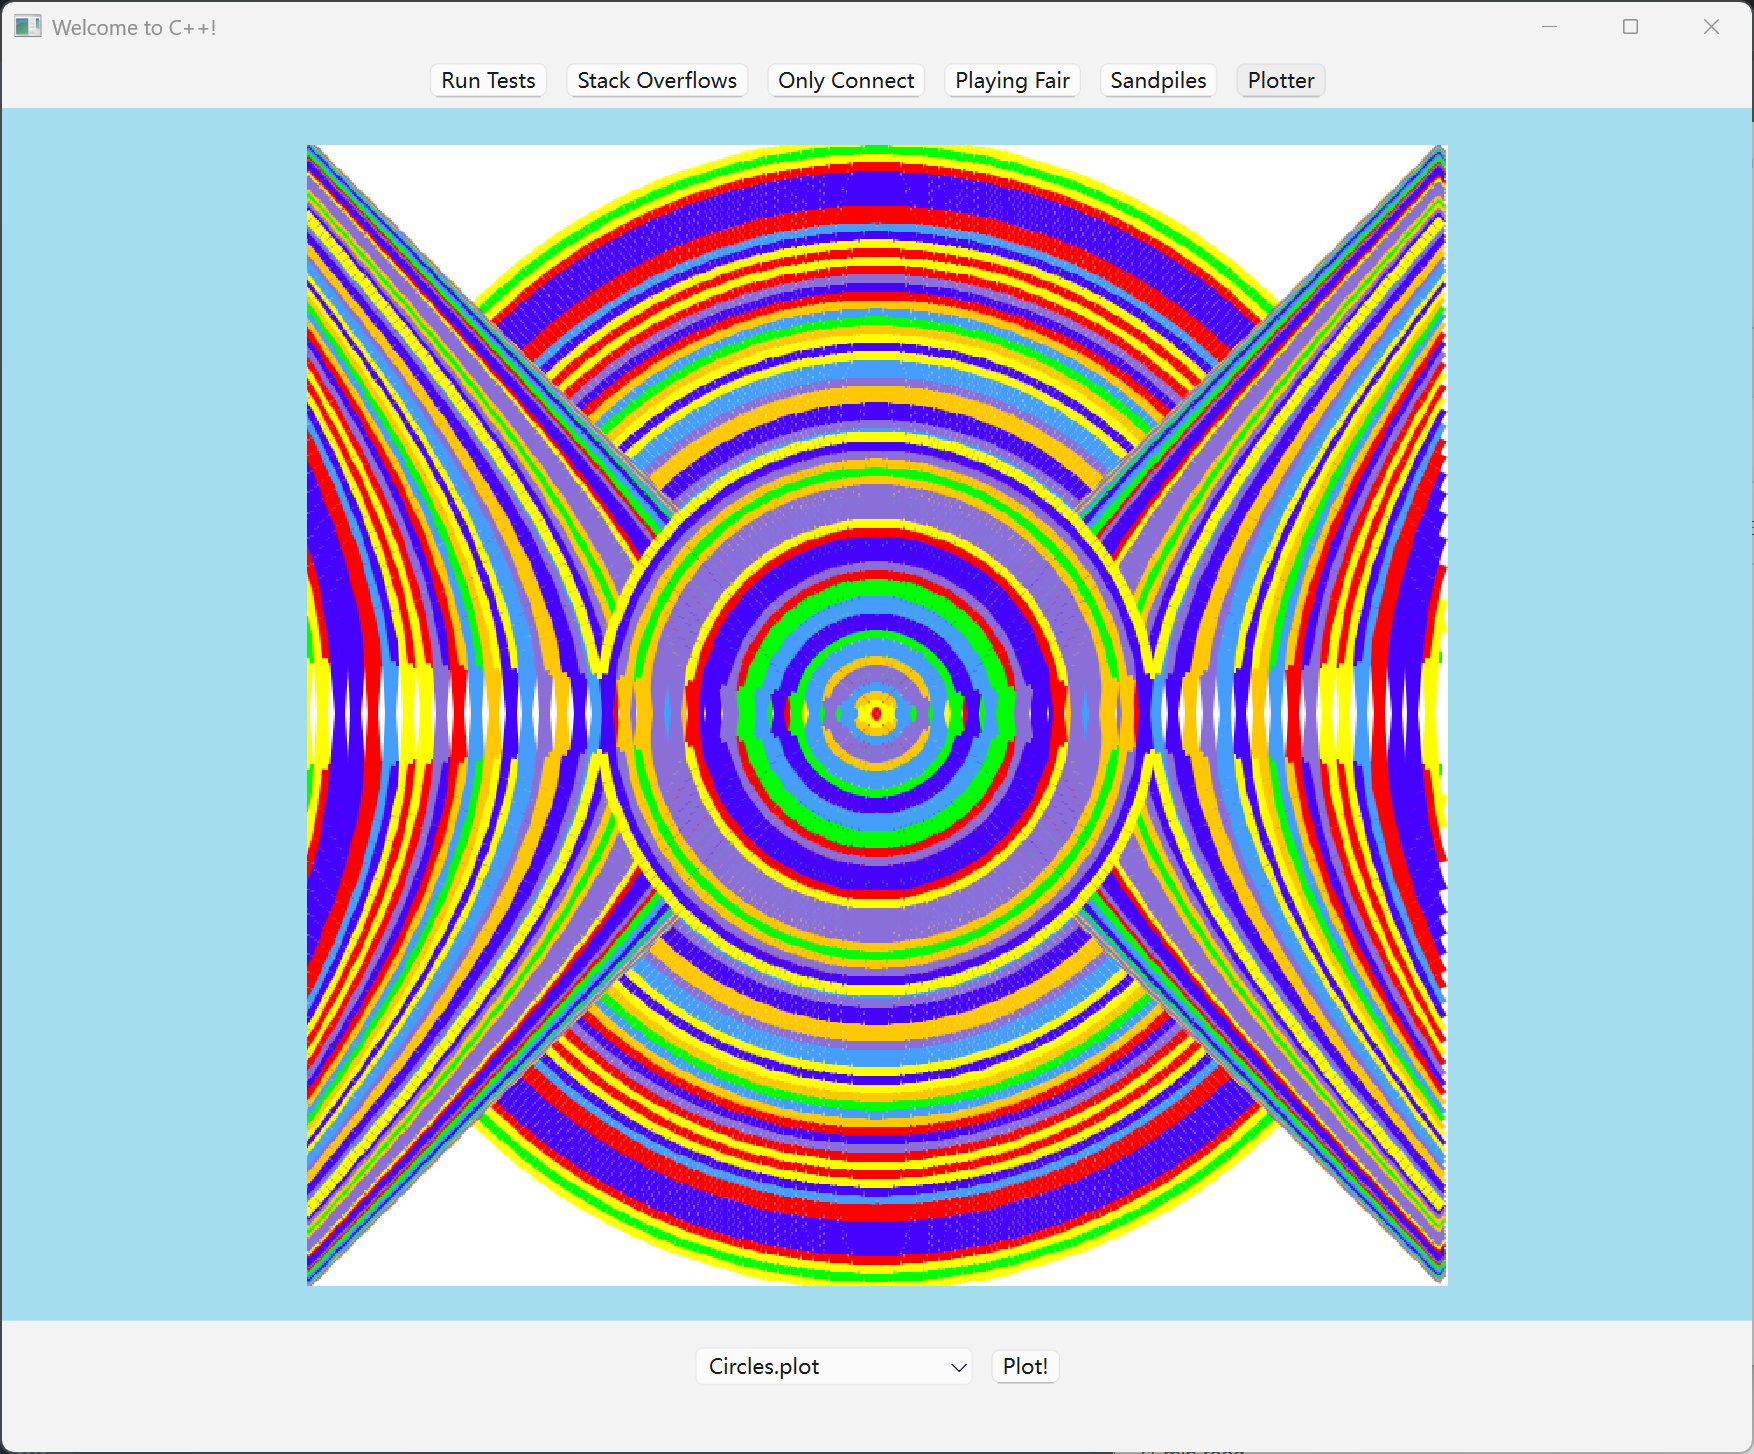 Welcome to C++!
Run Tests Stack Overflows Only Connect Playing Fair Sandpiles Plotter
Circles.plot Plot!